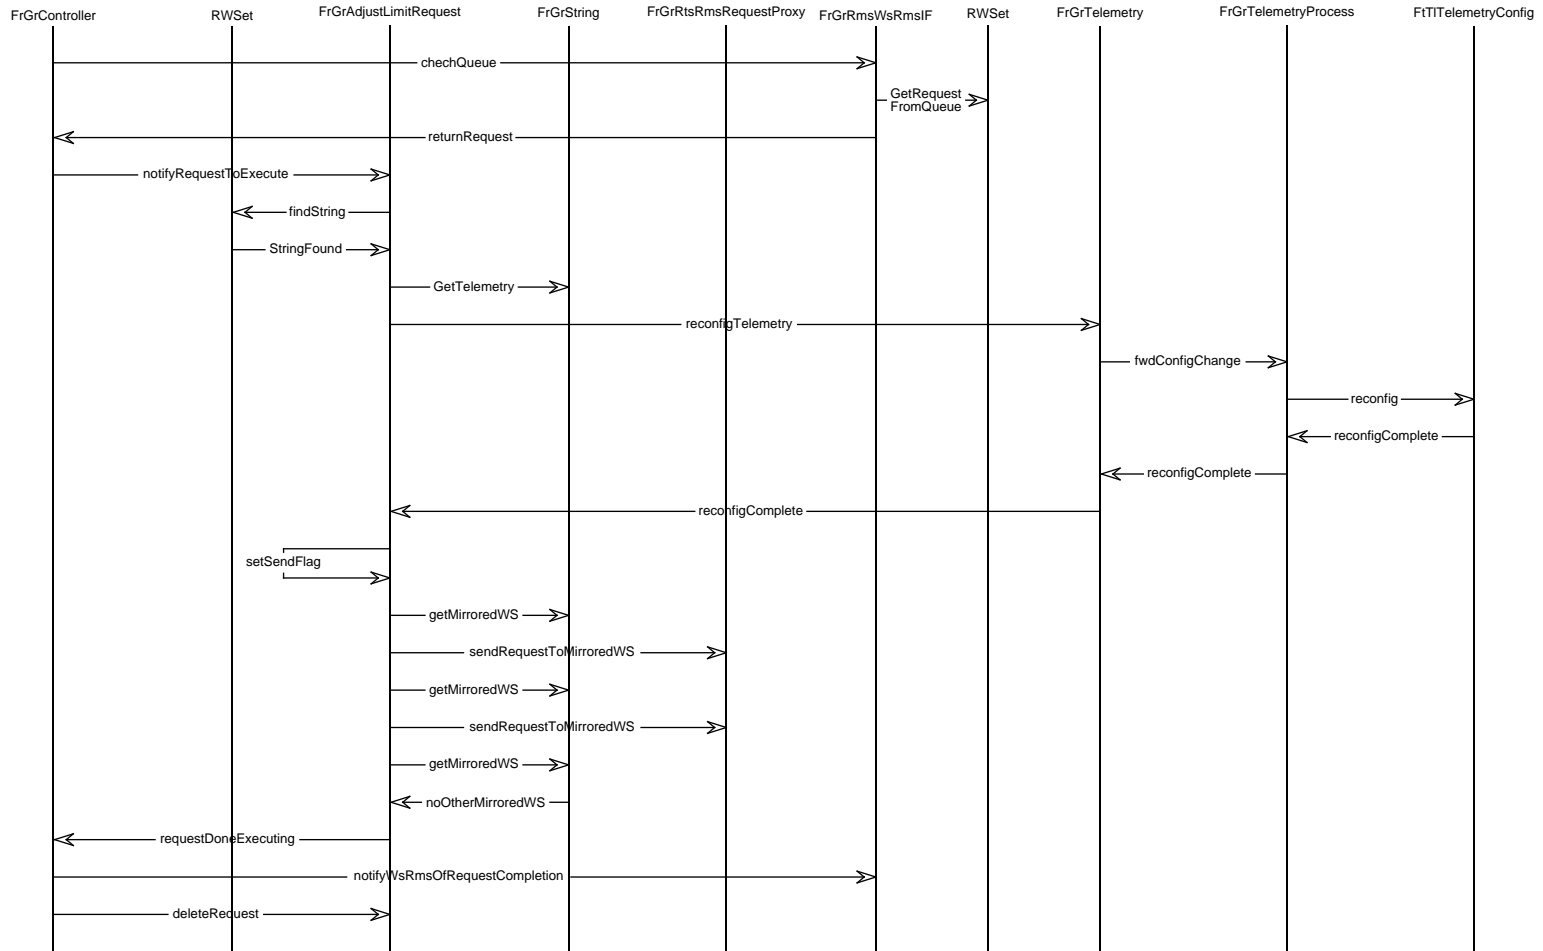 FrGrController
RWSet
FrGrAdjustLimitRequest
FrGrString
FrGrRtsRmsRequestProxy
FrGrRmsWsRmsIF
RWSet
FrGrTelemetry
FrGrTelemetryProcess
FtTlTelemetryConfig
chechQueue
GetRequest
FromQueue
returnRequest
notifyRequestToExecute
findString
StringFound
GetTelemetry
reconfigTelemetry
fwdConfigChange
reconfig
reconfigComplete
reconfigComplete
reconfigComplete
setSendFlag
getMirroredWS
sendRequestToMirroredWS
getMirroredWS
sendRequestToMirroredWS
getMirroredWS
noOtherMirroredWS
requestDoneExecuting
notifyWsRmsOfRequestCompletion
deleteRequest